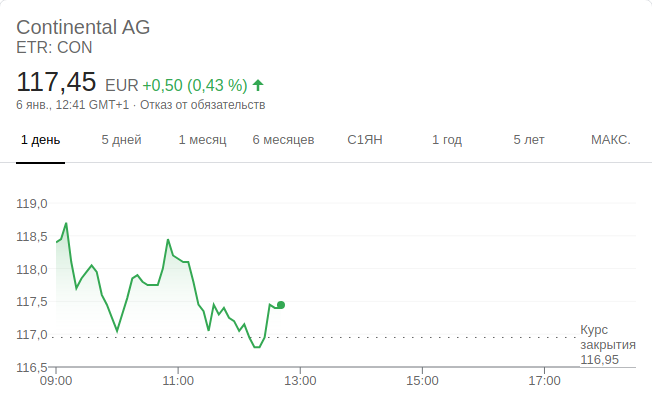 Continental AG
ETR: CON
117,45 EUR +0,50 (0,43 %)
6 янв., 12:41 GMT+1 · Отказ от обязательств
1 день 5 дней 1 месяц 6 месяцев С1ЯН 1 год 5 лет МАКС.
119,0
118,5
118,0
117,5
117,0
116,5
Курс
закрытия
116,95
09:00 11:00 13:00 15:00 17:00